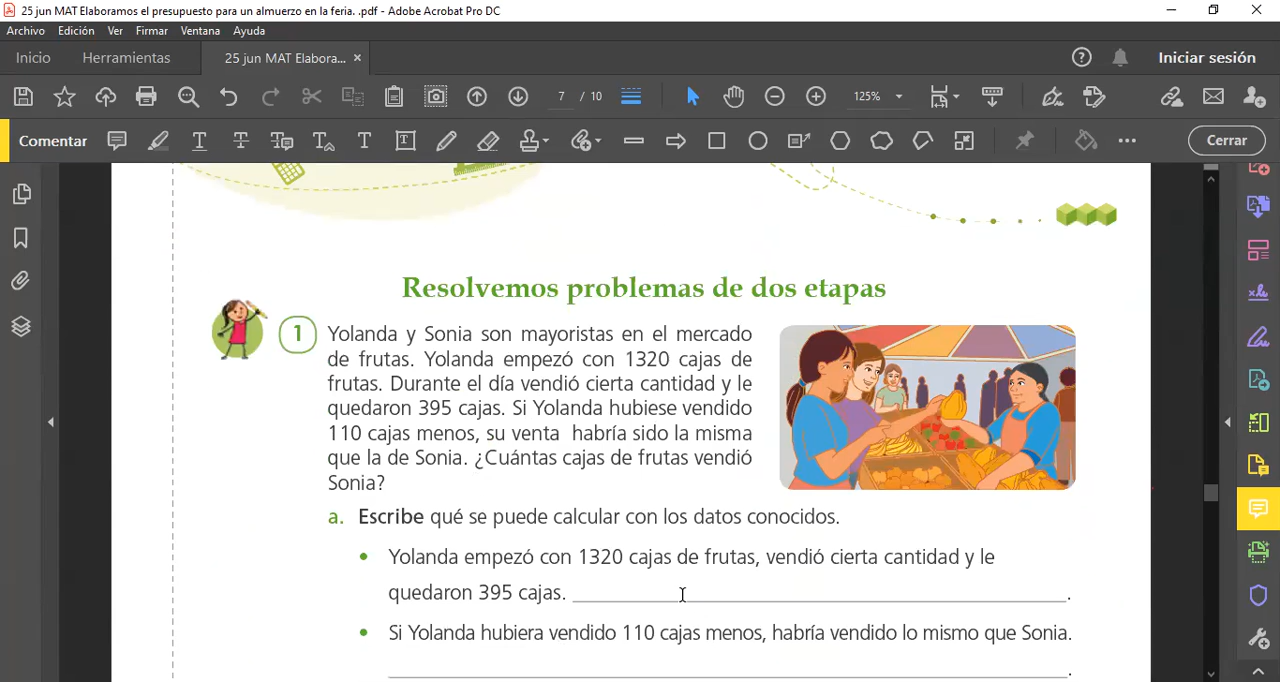 25 jun MAT Elaboramos el presupuesto para un almuerzo en la feria. .pdf - Adobe Acrobat Pro DC
Archivo Edición Ver Firmar Ventana Ayuda
Inicio Herramientas 25 jun MAT Elabora... × Iniciar sesión
7 / 10 125%
Comentar Cerrar
Resolvemos problemas de dos etapas
1 Yolanda y Sonia son mayoristas en el mercado
de frutas. Yolanda empezó con 1320 cajas de
frutas. Durante el día vendió cierta cantidad y le
quedaron 395 cajas. Si Yolanda hubiese vendido
110 cajas menos, su venta habría sido la misma
que la de Sonia. ¿Cuántas cajas de frutas vendió
Sonia?
a. Escribe qué se puede calcular con los datos conocidos.
• Yolanda empezó con 1320 cajas de frutas, vendió cierta cantidad y le
quedaron 395 cajas. ______________________________.
• Si Yolanda hubiera vendido 110 cajas menos, habría vendido lo mismo que Sonia.
______________________________.